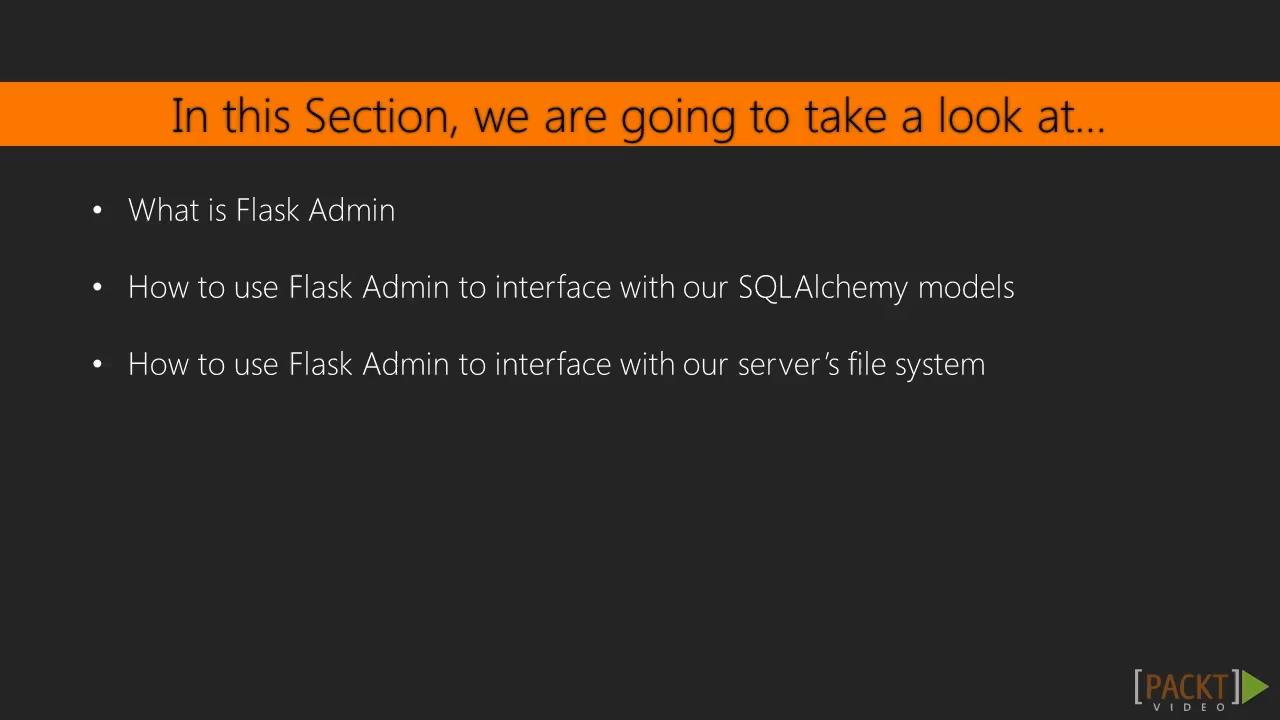 In this Section, we are going to take a look at...
• What is Flask Admin
• How to use Flask Admin to interface with our SQLAlchemy models
• How to use Flask Admin to interface with our server’s file system
[PACKT]
VIDEO